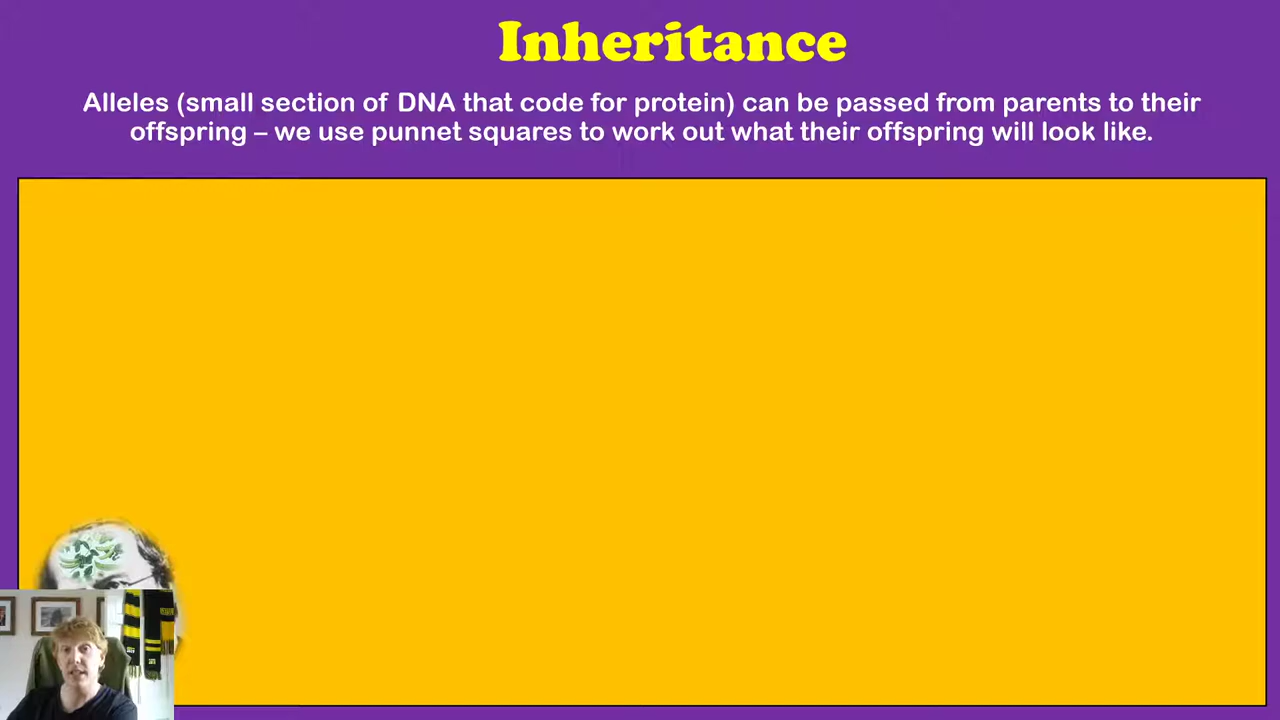 Inheritance
Alleles (small section of DNA that code for protein) can be passed from parents to their
offspring – we use punnet squares to work out what their offspring will look like.